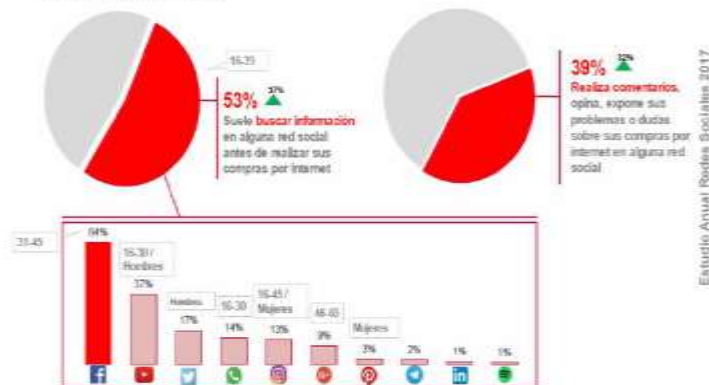 16-30
53%
37%
Suele buscar información
en alguna red social
antes de realizar sus
compras por internet
39%
Realiza comentarios,
opina, expone sus
problemas o dudas
sobre sus compras por
internet en alguna red
social
Estudio Anual Redes Sociales 2017
31-45
64%
16-30 /
Hombres
37%
Hombres
17%
16-30
14%
16-45 /
Mujeres
13%
46-65
9%
Mujeres
3%
2%
1%
1%